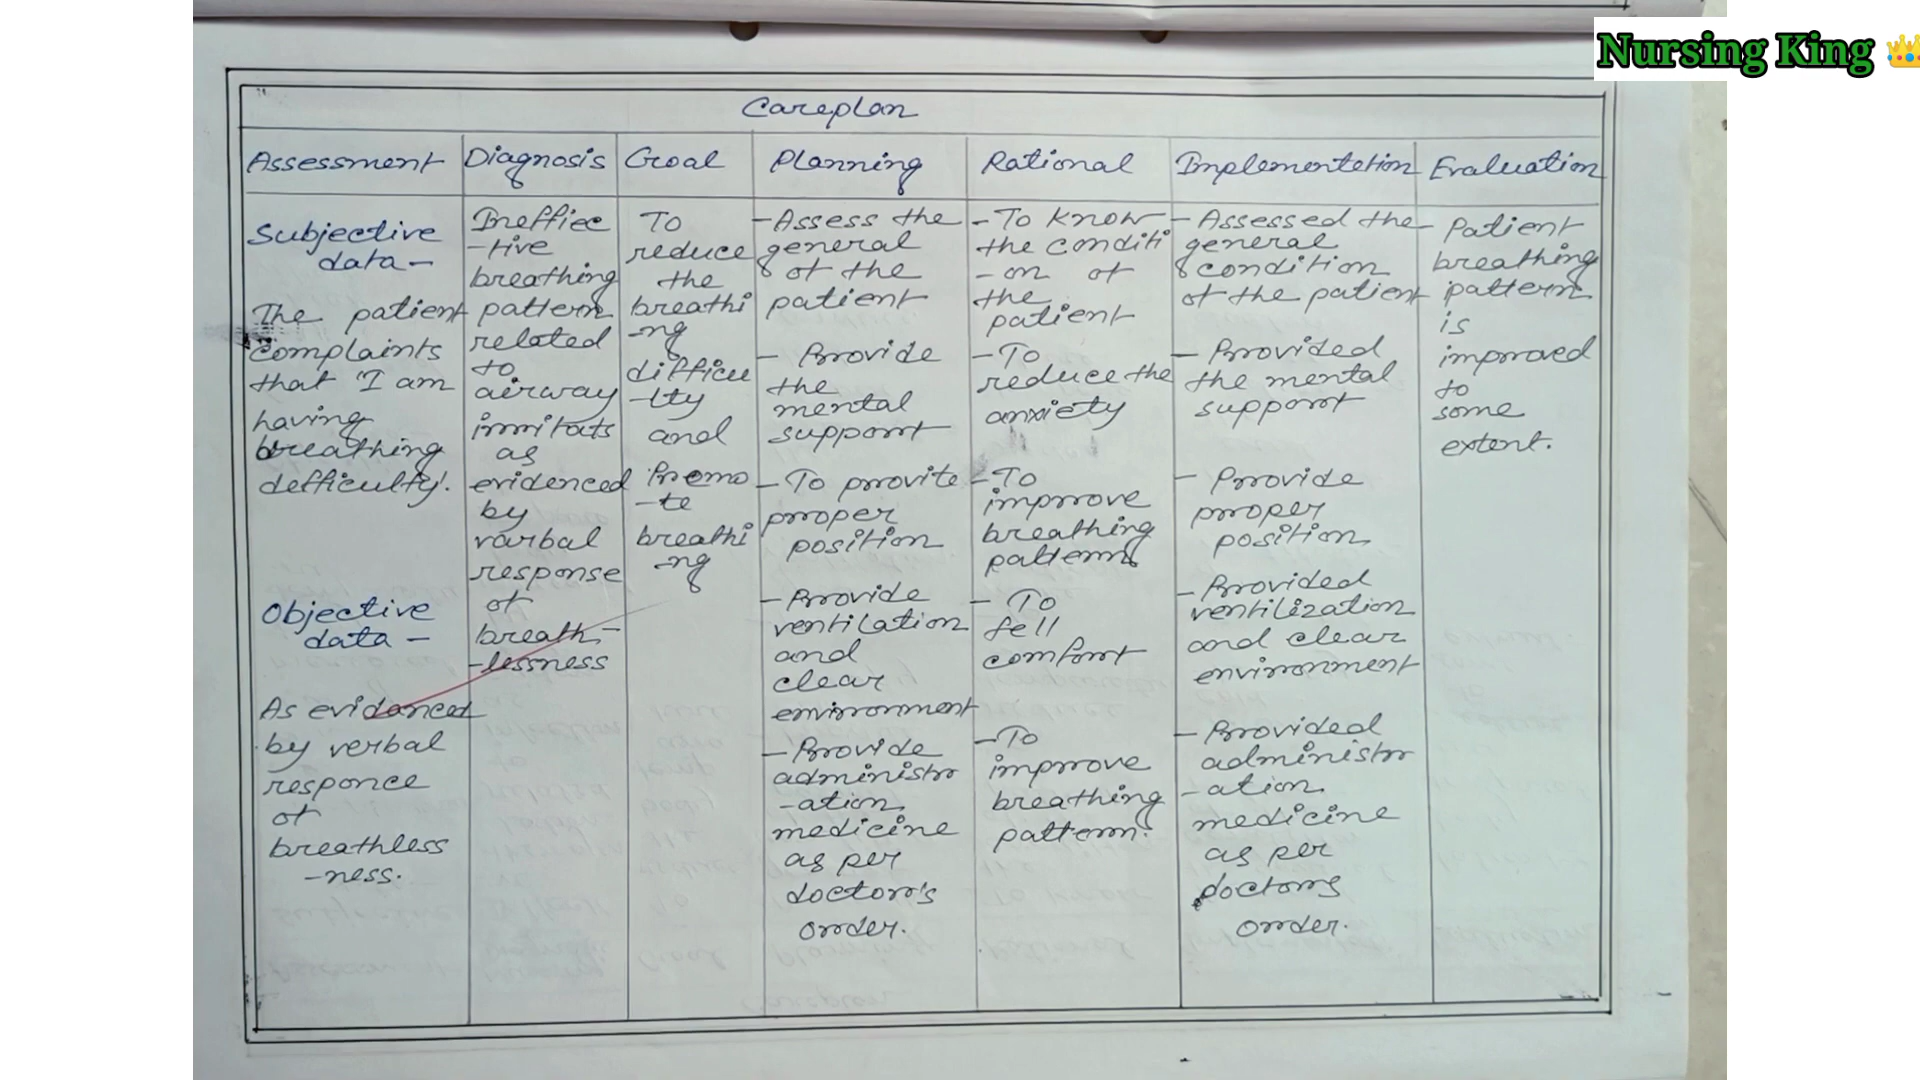 Nursing King
Careplan
Assessment
Subjective
data -
The patient
complaints
that 'I am
having
breathing
defficulty'.
Objective
data -
As evidanced
by verbal
responce
of
breathless
-ness.
Diagnosis
Ineffiec
-tive
breathing
pattern
related
to
airway
irritats
as
evidenced
by
varbal
response
of
breath-
-lessness
Goal
To
reduce
the
breathi
-ng
difficu
-lty
and
Premo
-te
breathi
-ng
Planning
- Assess the
general
of the
patient
- Provide
the
mental
support
- To provite
proper
position
- Provide
ventilation
and
clear
environment
- Provide
administr
-ation
medicine
as per
doctor's
order.
Rational
- To know
the conditi
-on of
the
patient
- To
reduce the
anxiety
- To
improve
breathing
pattern
- To
fell
comfort
- To
improve
breathing
pattern.
Implementetion
- Assessed the
general
condition
of the patient
- Provided
the mental
support
- Provide
proper
position
- Provided
ventilization
and clear
environment
- Provided
administr
-ation
medicine
as per
doctors
order.
Evaluation
- Patient
breathing
pattern
is
improved
to
some
extent.